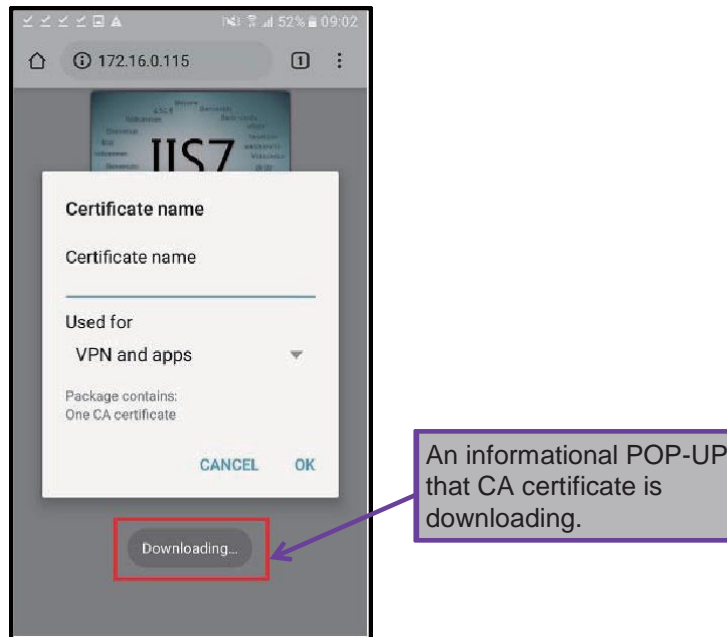 52% 09:02
172.16.0.115
1
IIS7
Certificate name
Certificate name
Used for
VPN and apps
Package contains:
One CA certificate
CANCEL OK
Downloading...
An informational POP-UP
that CA certificate is
downloading.